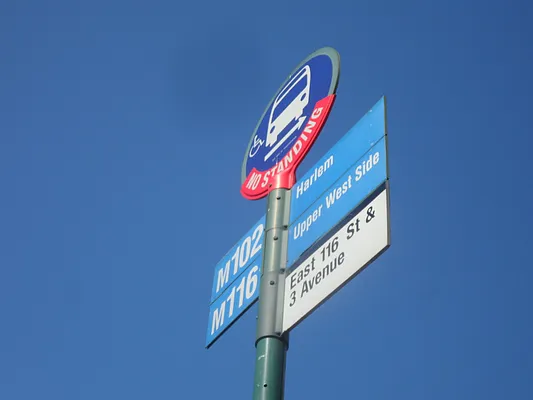 NO STANDING
M102
Harlem
M116
Upper West Side
East 116 St &
3 Avenue